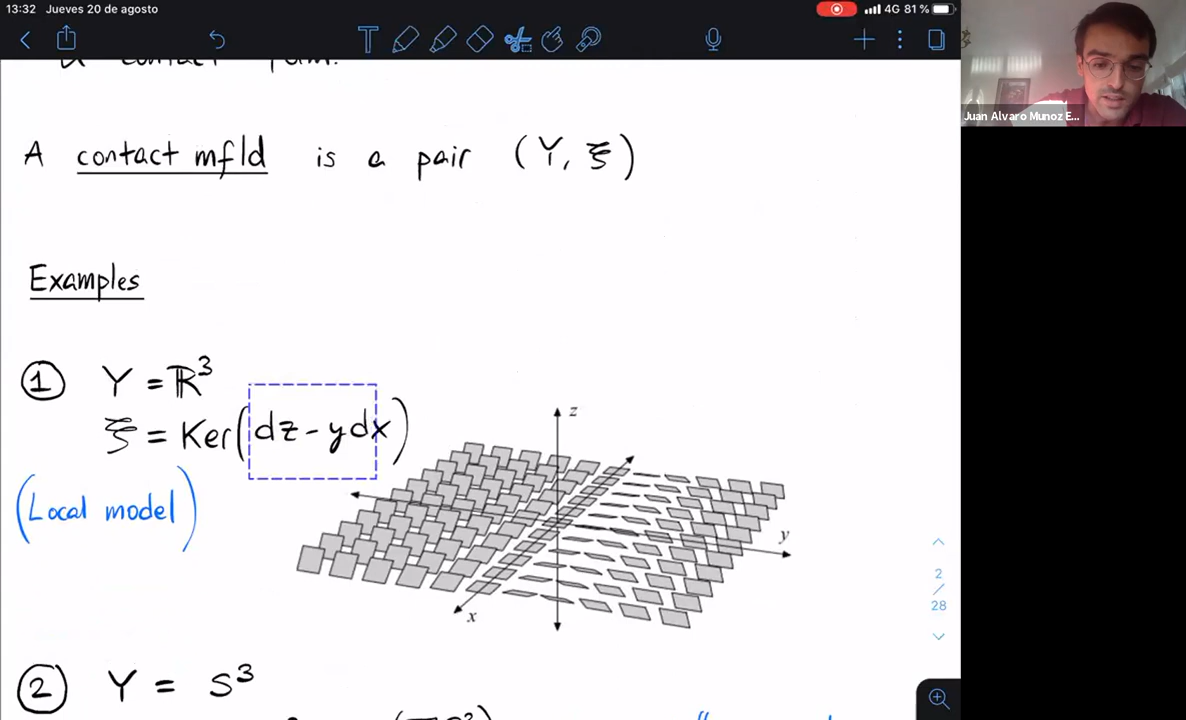 13:32 Jueves 20 de agosto
4G 81 %
Juan Alvaro Munoz E...
A contact mfld is a pair (Y, ξ)
Examples
① Y = ℝ³
ξ = Ker(dz - ydx)
(Local model)
z
y
x
2
/
28
② Y = S³